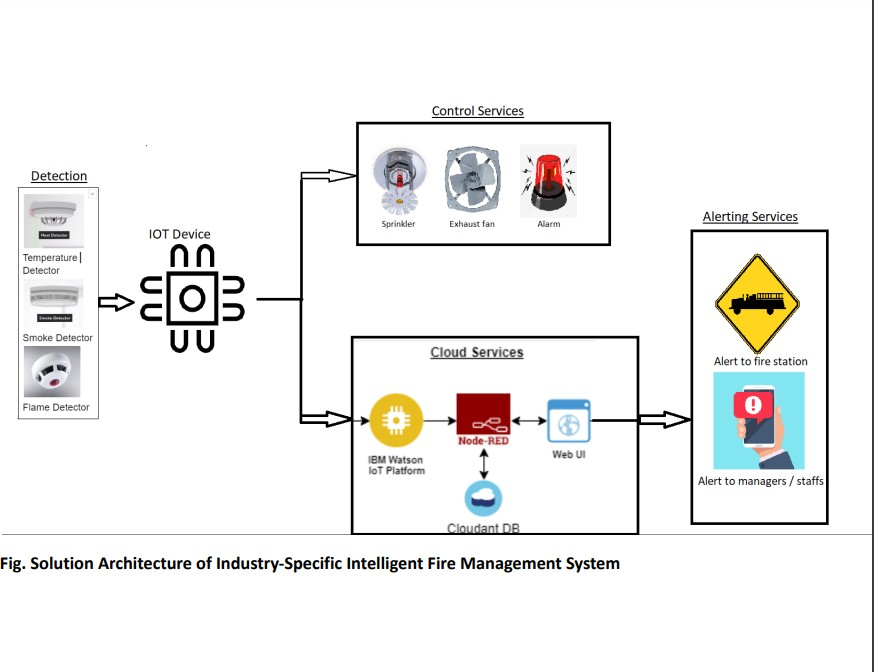 Control Services
Sprinkler
Exhaust fan
Alarm
Detection
Heat Detector
Temperature
Detector
Smoke Detector
Smoke Detector
Flame Detector
IOT Device
Alerting Services
Alert to fire station
Alert to managers / staffs
Cloud Services
IBM Watson
IoT Platform
Node-RED
Web UI
Cloudant DB
Fig. Solution Architecture of Industry-Specific Intelligent Fire Management System